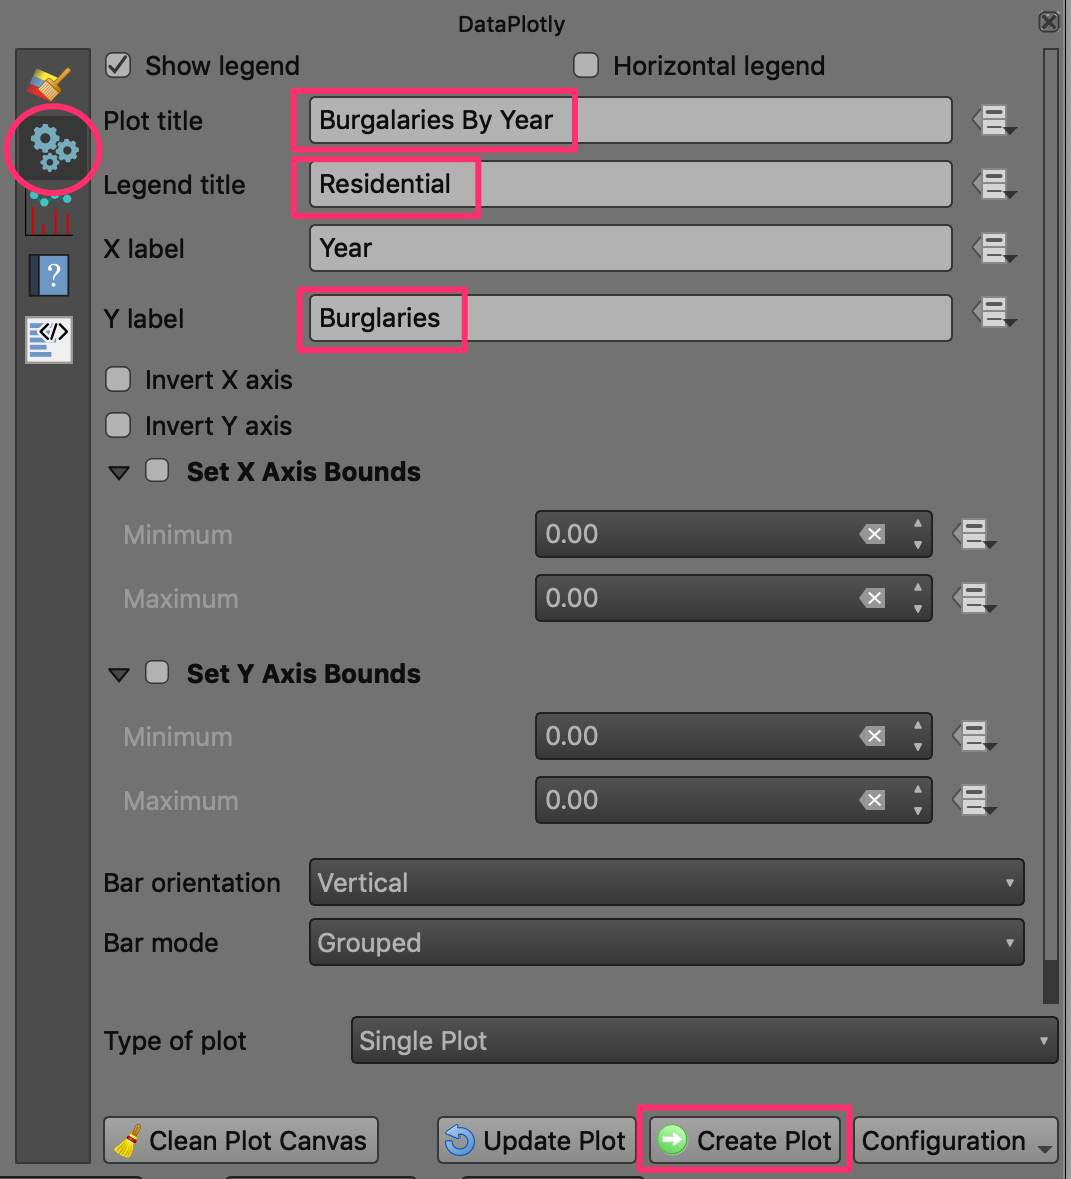 DataPlotly
Show legend
Horizontal legend
Plot title
Burgalaries By Year
Legend title
Residential
X label
Year
Y label
Burglaries
Invert X axis
Invert Y axis
Set X Axis Bounds
Minimum
0.00
Maximum
0.00
Set Y Axis Bounds
Minimum
0.00
Maximum
0.00
Bar orientation
Vertical
Bar mode
Grouped
Type of plot
Single Plot
Clean Plot Canvas
Update Plot
Create Plot
Configuration